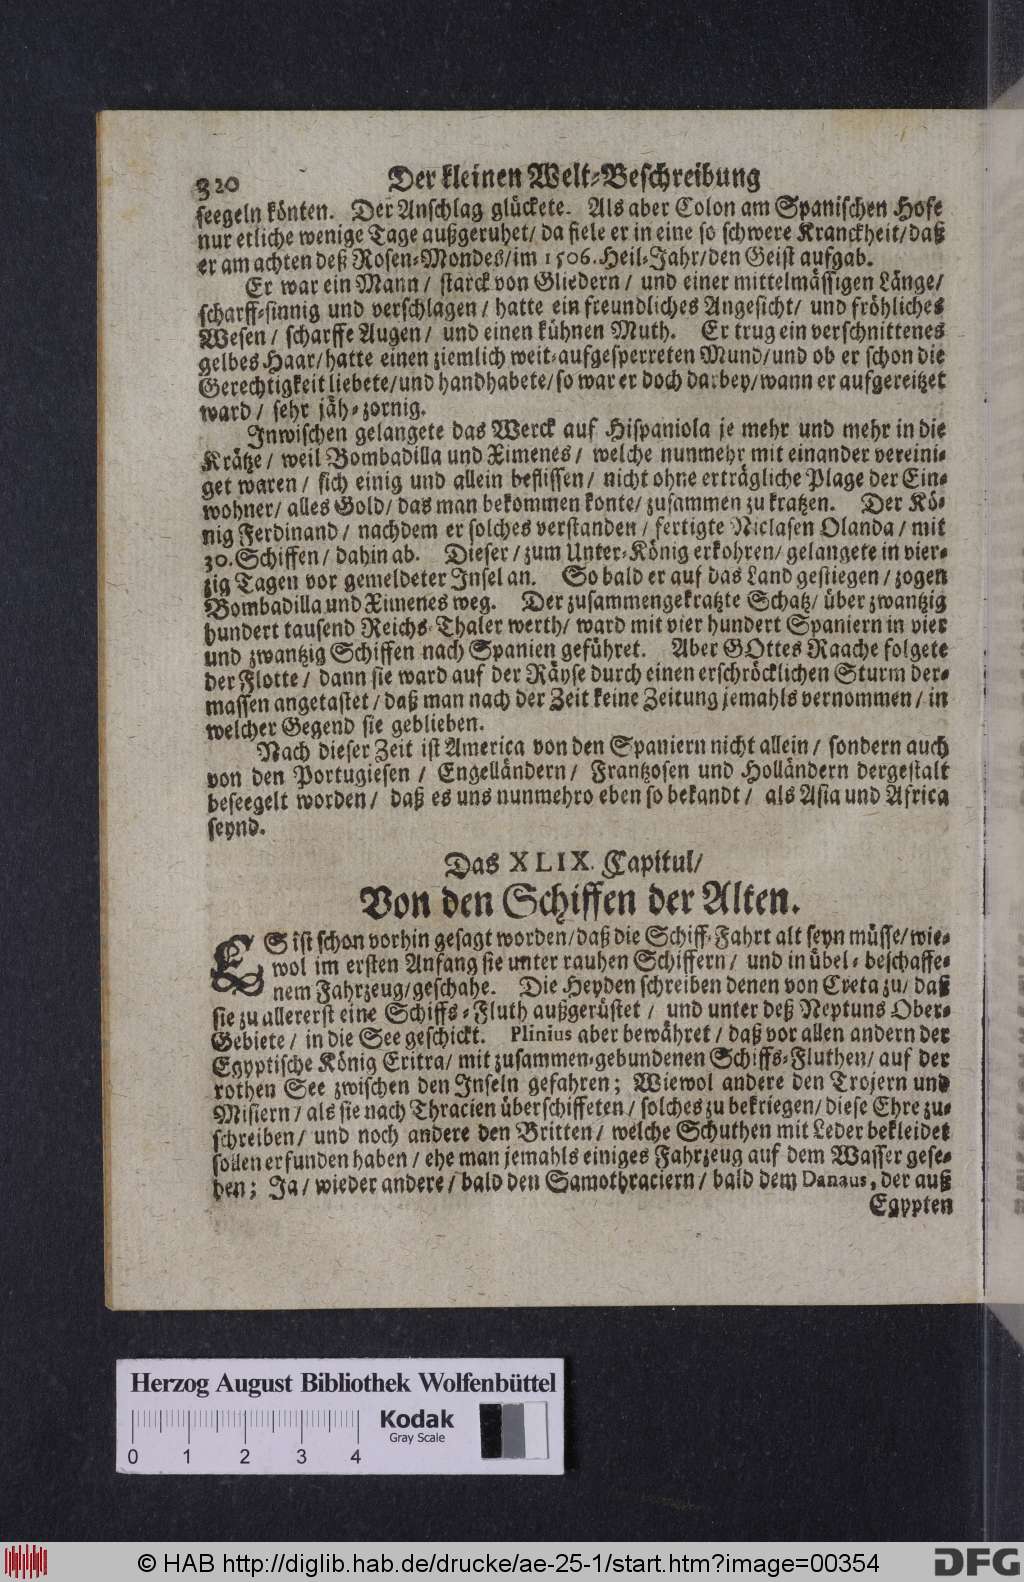 320 Der kleinen Welt-Beschreibung
seegeln könten. Der Anschlag glückete. Als aber Colon am Spanischen Hofe
nur etliche wenige Tage außgeruhet/ da fiele er in eine so schwere Kranckheit/ daß
er am achten deß Rosen-Mondes/ im 1506. Heil-Jahr/ den Geist aufgab.
Er war ein Mann/ starck von Gliedern/ und einer mittelmässigen Länge/
scharff-sinnig und verschlagen/ hatte ein freundliches Angesicht/ und fröhliches
Wesen/ scharffe Augen/ und einen kühnen Muth. Er trug ein verschnittenes
gelbes Haar/ hatte einen ziemlich weit-aufgesperreten Mund/ und ob er schon die
Gerechtigkeit liebete/ und handhabete/ so war er doch darbey/ wann er aufgereitzet
ward/ sehr jäh-zornig.
Inwischen gelangete das Werck auf Hispaniola je mehr und mehr in die
Krätze/ weil Bombadilla und Ximenes/ welche nunmehr mit einander vereini-
get waren/ sich einig und allein beflissen/ nicht ohne erträgliche Plage der Ein-
wohner/ alles Gold/ das man bekommen konte/ zusammen zu kratzen. Der Kö-
nig Ferdinand/ nachdem er solches verstanden/ fertigte Niclasen Olanda/ mit
30. Schiffen/ dahin ab. Dieser/ zum Unter-König erkohren/ gelangete in vier-
zig Tagen vor gemeldeter Insel an. So bald er auf das Land gestiegen/ zogen
Bombadilla und Ximenes weg. Der zusammengekratzte Schatz/ über zwantzig
hundert tausend Reichs-Thaler werth/ ward mit vier hundert Spaniern in vier
und zwantzig Schiffen nach Spanien geführet. Aber GOttes Raache folgete
der Flotte/ dann sie ward auf der Räyse durch einen erschröcklichen Sturm der-
massen angetastet/ daß man nach der Zeit keine Zeitung jemahls vernommen/ in
welcher Gegend sie geblieben.
Nach dieser Zeit ist America von den Spaniern nicht allein/ sondern auch
von den Portugiesen/ Engelländern/ Frantzosen und Holländern dergestalt
beseegelt worden/ daß es uns nunmehro eben so bekandt/ als Asia und Africa
seynd.
Das XLIX. Capitul/
Von den Schiffen der Alten.
ES ist schon vorhin gesagt worden/ daß die Schiff-Fahrt alt seyn müsse/ wie-
wol im ersten Anfang sie unter rauhen Schiffern/ und in übel-beschaffe-
nem Fahrzeug/ geschahe. Die Heyden schreiben denen von Creta zu/ daß
sie zu allererst eine Schiffs-Fluth außgerüstet/ und unter deß Neptuns Ober-
Gebiete/ in die See geschickt. Plinius aber bewähret/ daß vor allen andern der
Egyptische König Eritra/ mit zusammen-gebundenen Schiffs-Fluthen/ auf der
rothen See zwischen den Inseln gefahren; Wiewol andere den Trojern und
Misiern/ als sie nach Thracien überschiffeten/ solches zu bekriegen/ diese Ehre zu-
schreiben/ und noch andere den Britten/ welche Schuthen mit Leder bekleidet
sollen erfunden haben/ ehe man jemahls einiges Fahrzeug auf dem Wasser gese-
hen; Ja/ wieder andere/ bald den Samothraciern/ bald dem Danaus, der auß
Egypten
Herzog August Bibliothek Wolfenbüttel
Kodak
Gray Scale
0 1 2 3 4
© HAB http://diglib.hab.de/drucke/ae-25-1/start.htm?image=00354
DFG